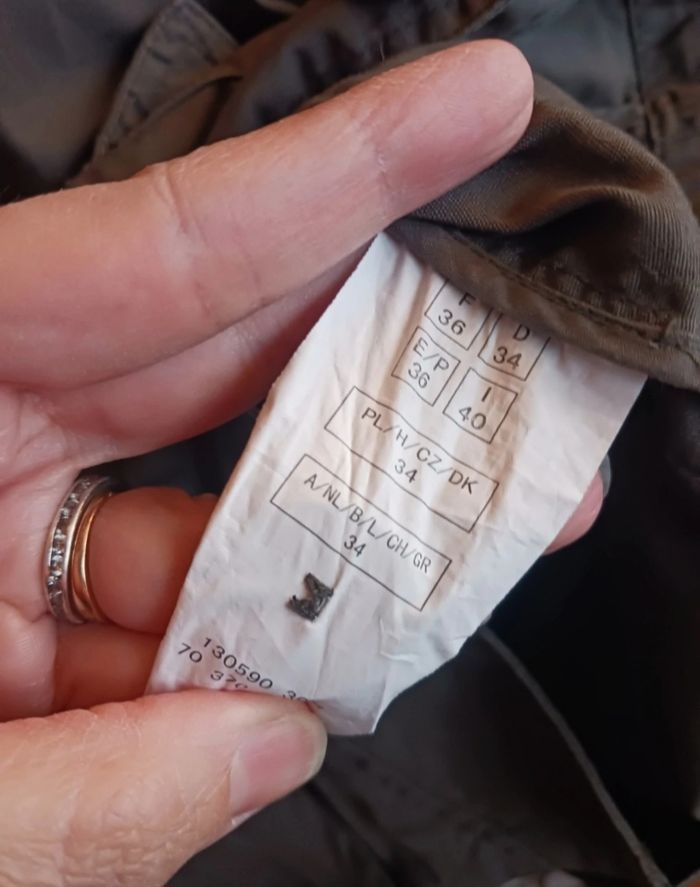 F
36
D
34
E/P
36
I
40
PL/H/CZ/DK
34
A/NL/B/L/CH/GR
34
130590
70